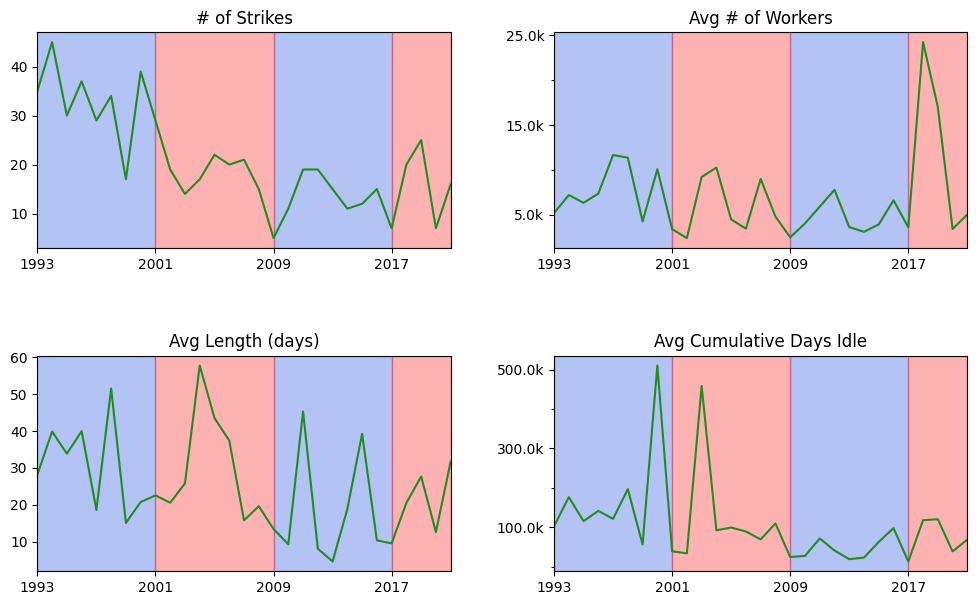 # of Strikes
40
30
20
10
1993 2001 2009 2017
Avg # of Workers
25.0k
15.0k
5.0k
1993 2001 2009 2017
Avg Length (days)
60
50
40
30
20
10
1993 2001 2009 2017
Avg Cumulative Days Idle
500.0k
300.0k
100.0k
1993 2001 2009 2017